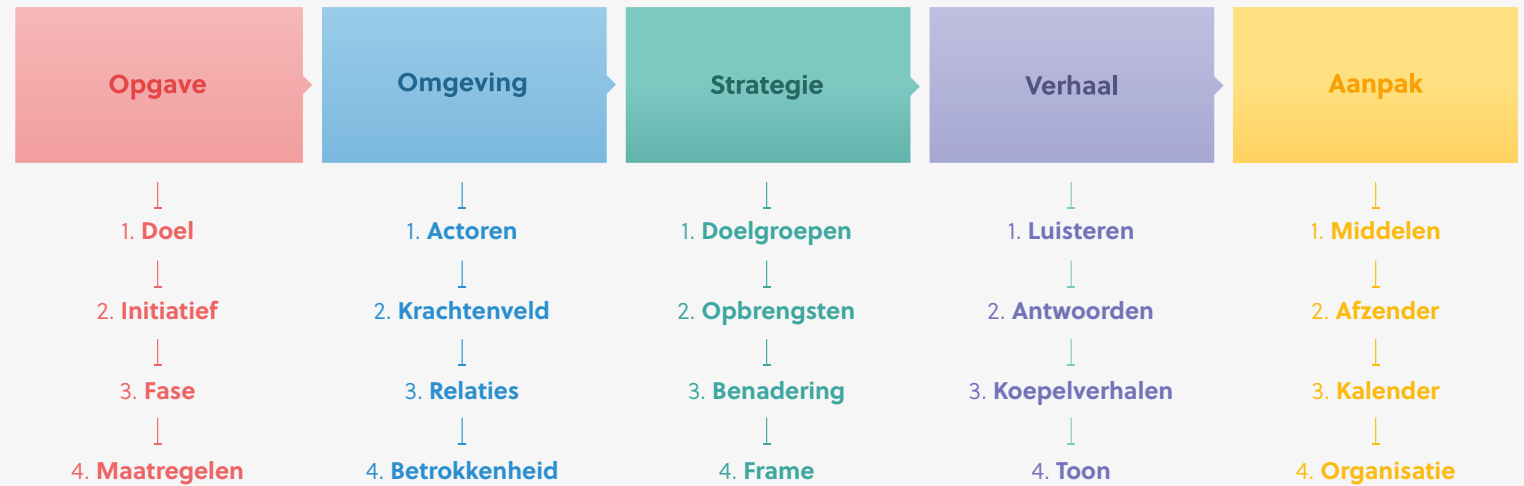 Opgave
Omgeving
Strategie
Verhaal
Aanpak
1. Doel
2. Initiatief
3. Fase
4. Maatregelen
1. Actoren
2. Krachtenveld
3. Relaties
4. Betrokkenheid
1. Doelgroepen
2. Opbrengsten
3. Benadering
4. Frame
1. Luisteren
2. Antwoorden
3. Koepelverhalen
4. Toon
1. Middelen
2. Afzender
3. Kalender
4. Organisatie